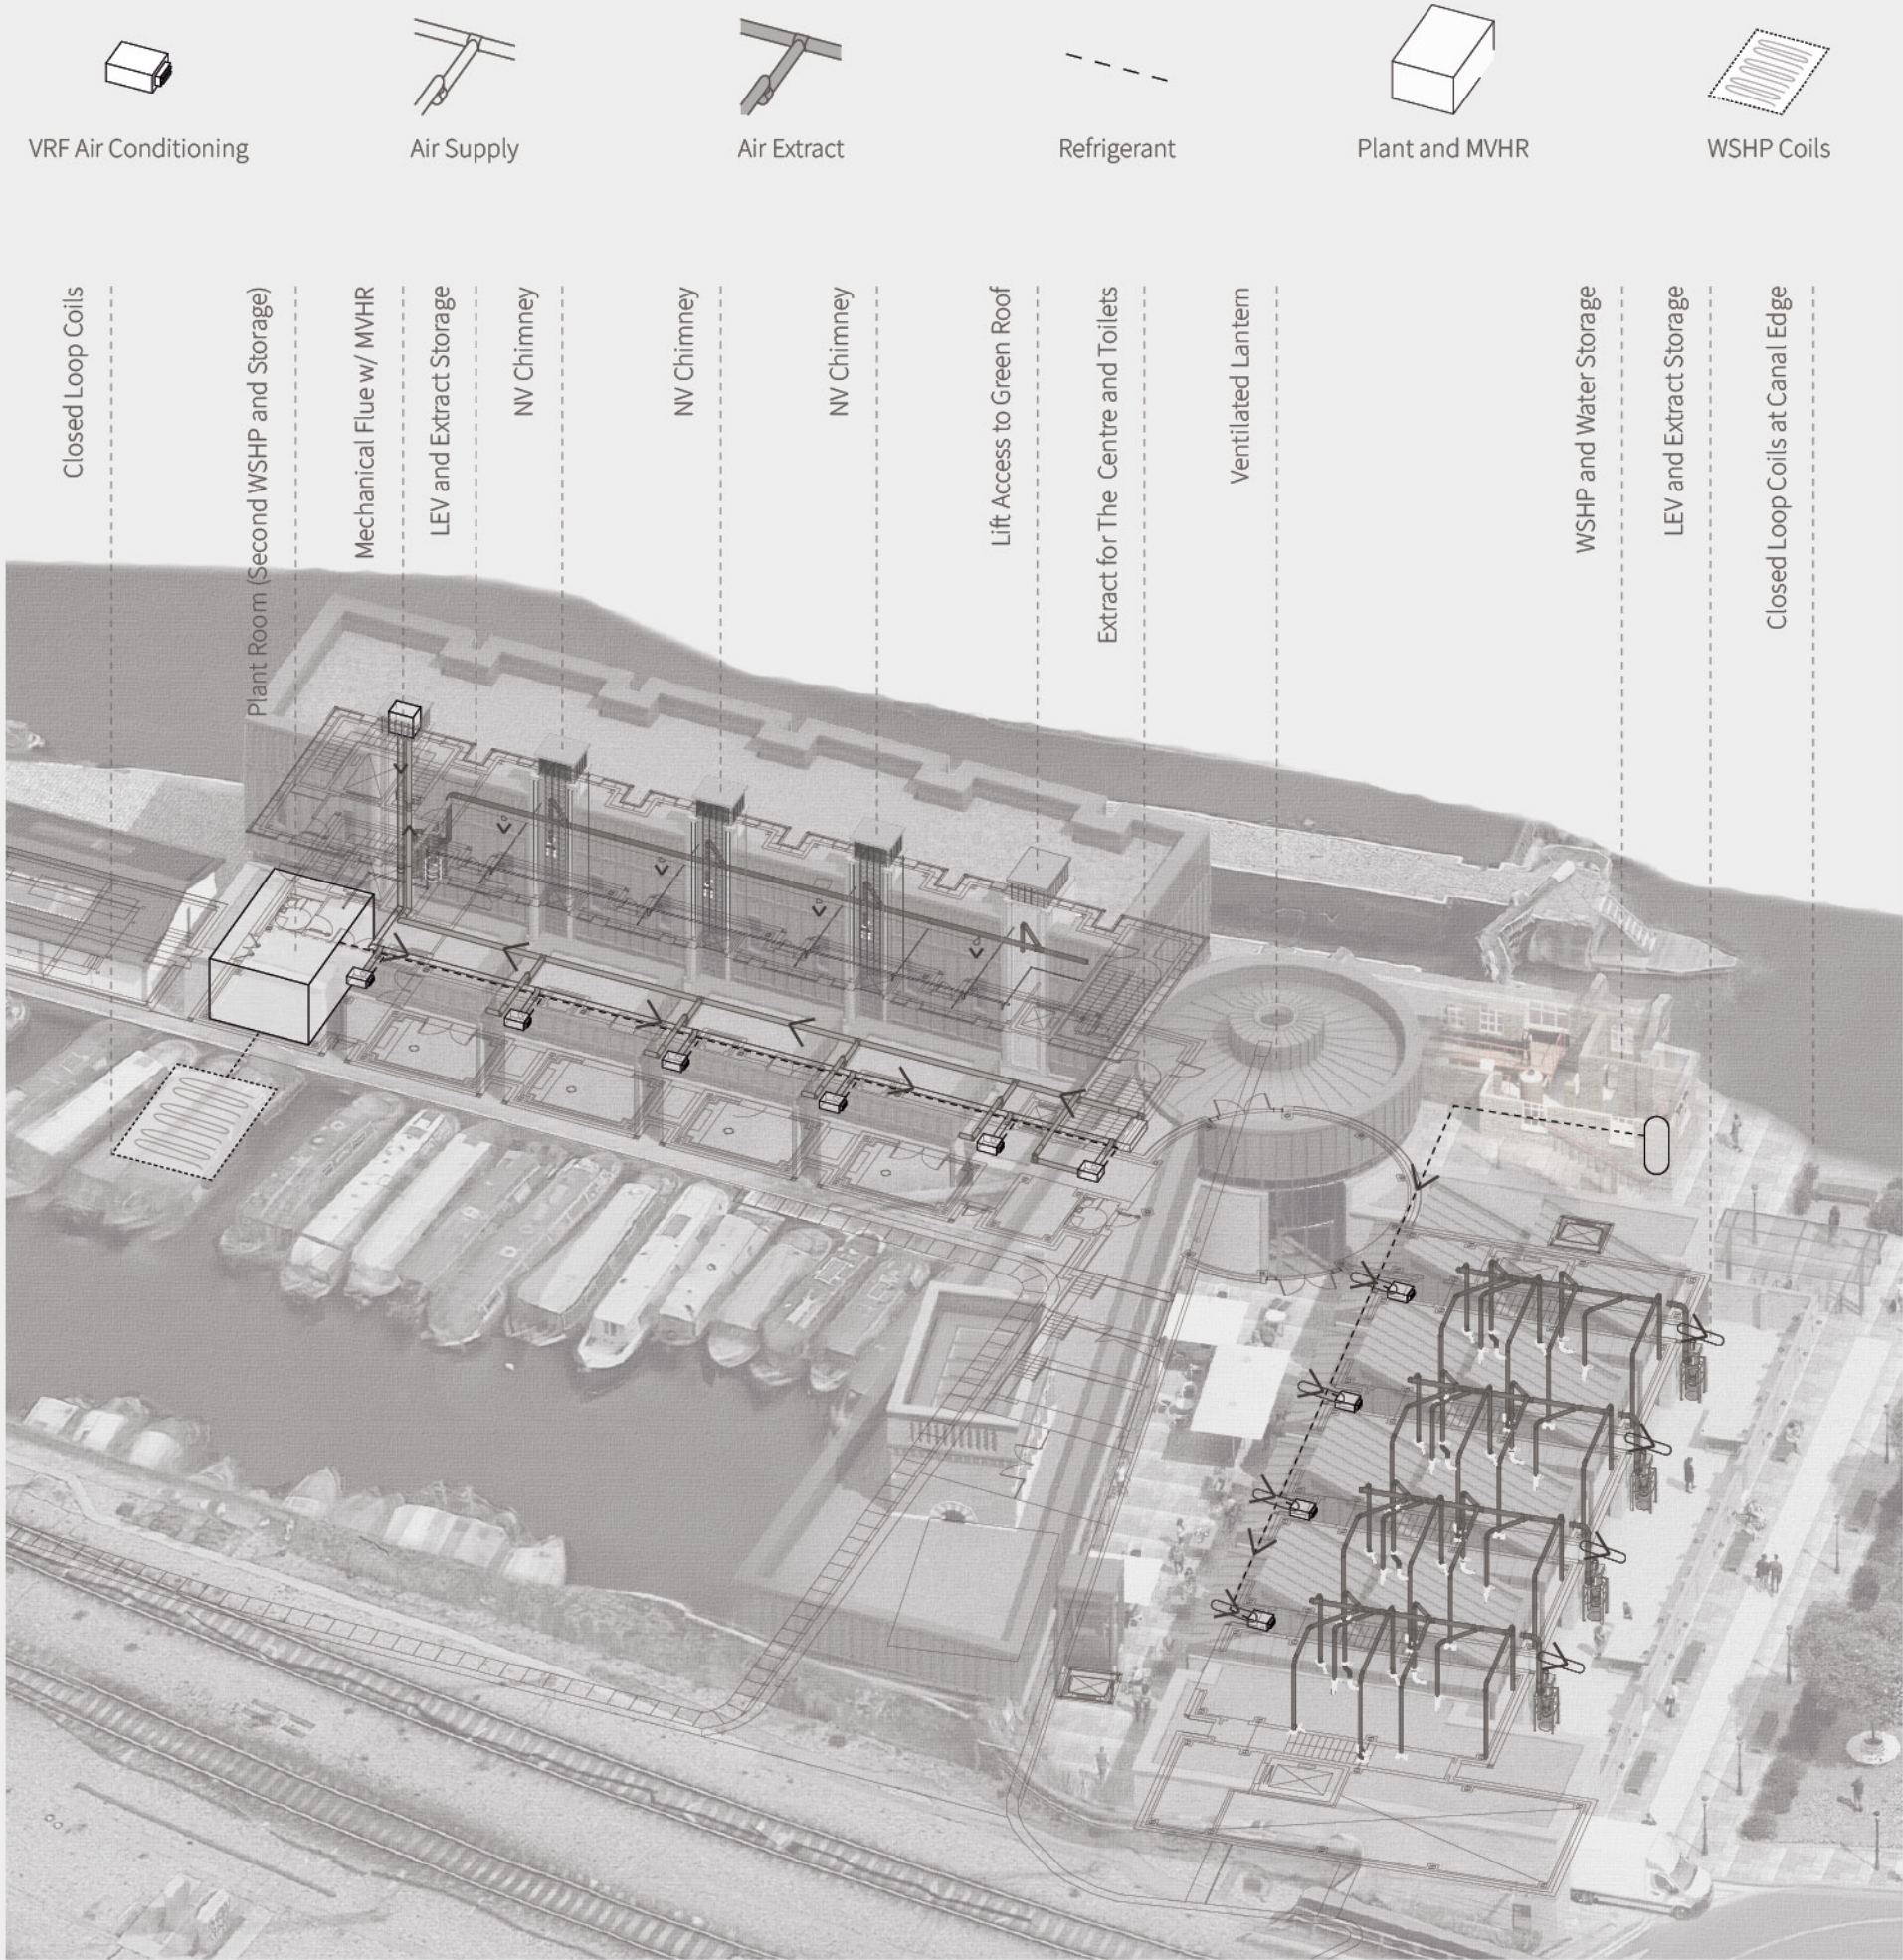 VRF Air Conditioning
Air Supply
Air Extract
Refrigerant
Plant and MVHR
WSHP Coils
Closed Loop Coils
Plant Room (Second WSHP and Storage)
Mechanical Flue w/ MVHR
LEV and Extract Storage
NV Chimney
NV Chimney
NV Chimney
Lift Access to Green Roof
Extract for The Centre and Toilets
Ventilated Lantern
WSHP and Water Storage
LEV and Extract Storage
Closed Loop Coils at Canal Edge